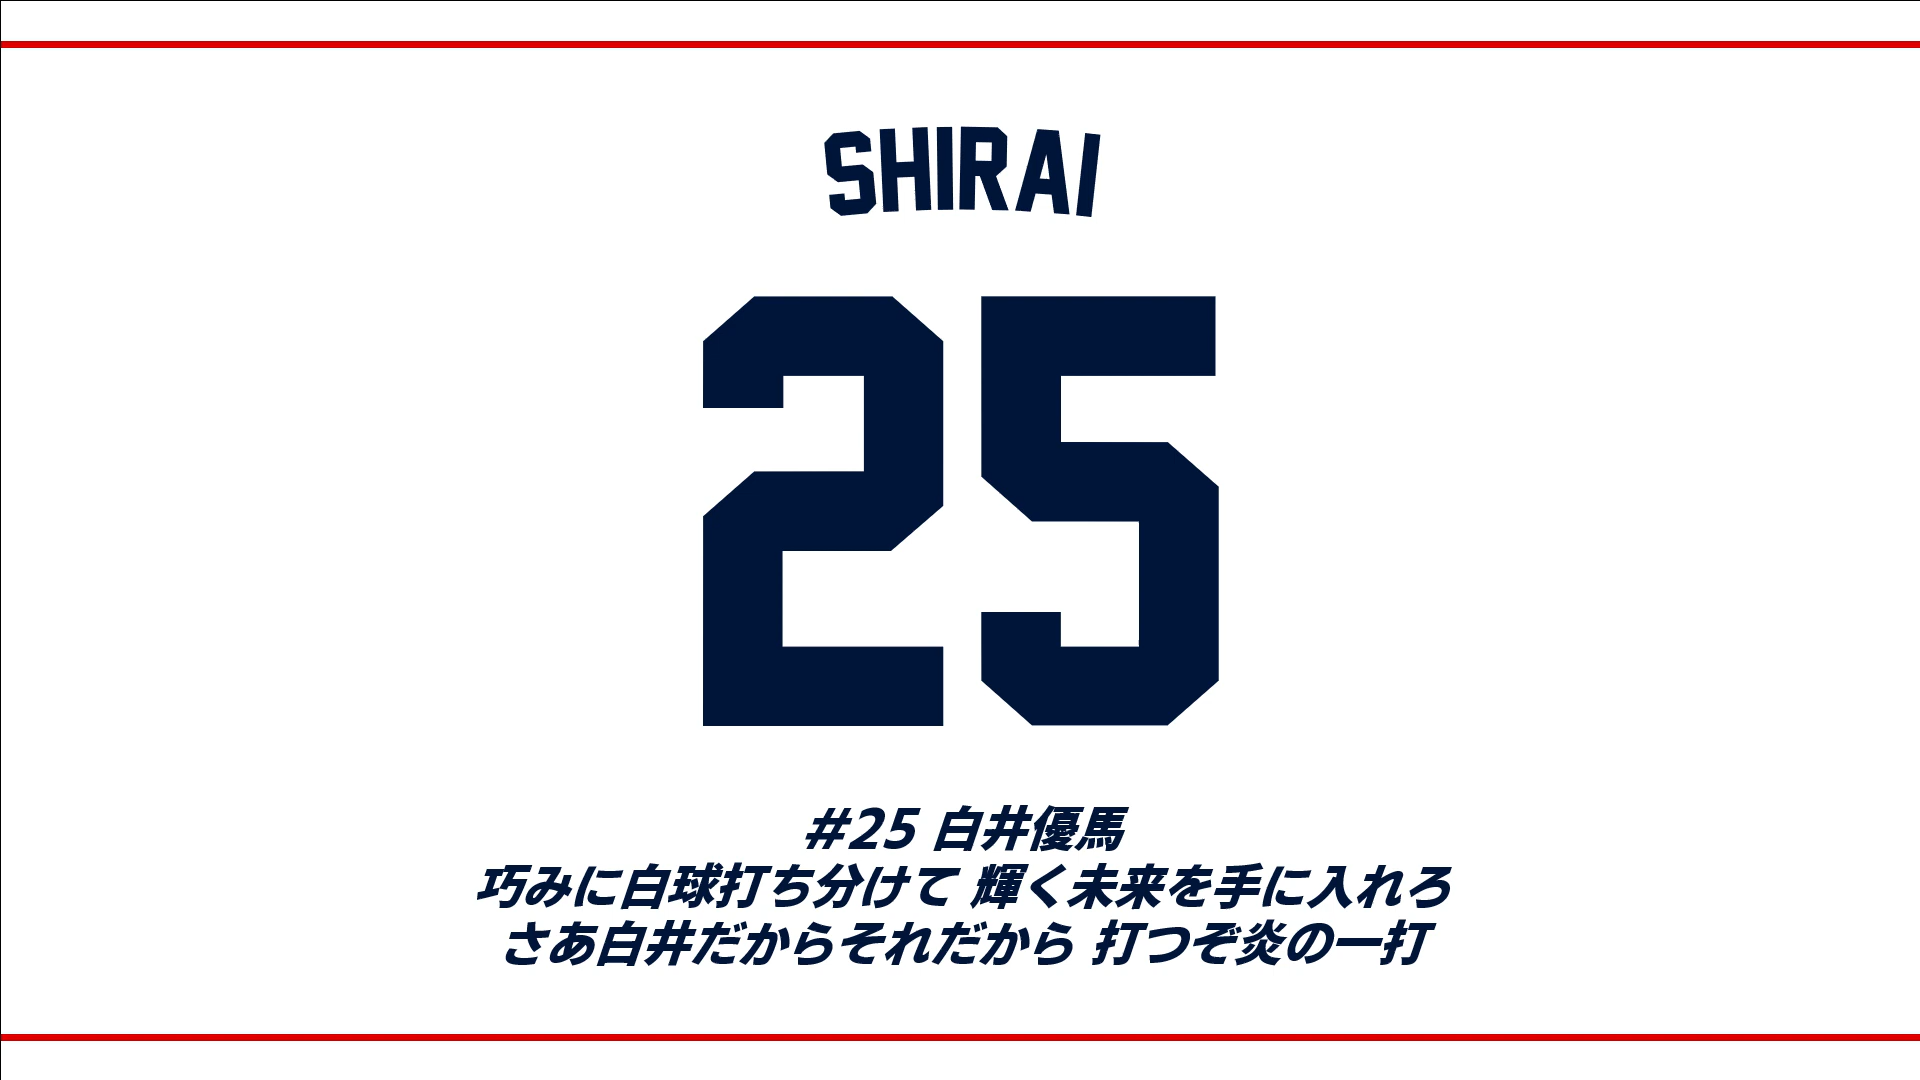 SHIRAI
25
#25 白井優馬
巧みに白球打ち分けて 輝く未来を手に入れろ
さあ白井だからそれだから 打つぞ炎の一打